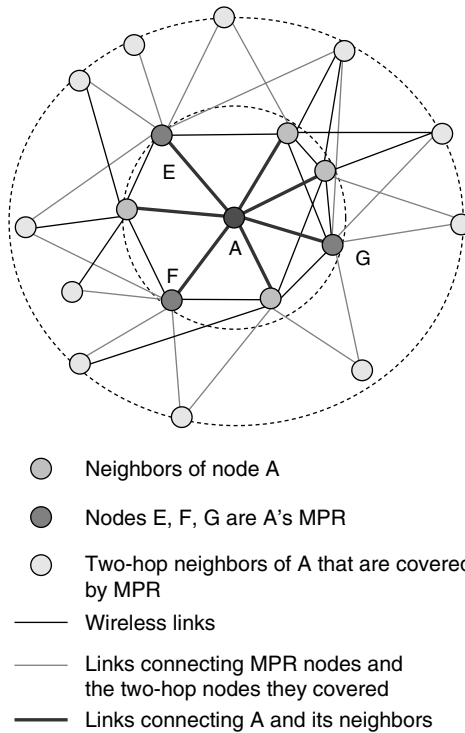 E
A
G
F
Neighbors of node A
Nodes E, F, G are A's MPR
Two-hop neighbors of A that are covered
by MPR
Wireless links
Links connecting MPR nodes and
the two-hop nodes they covered
Links connecting A and its neighbors